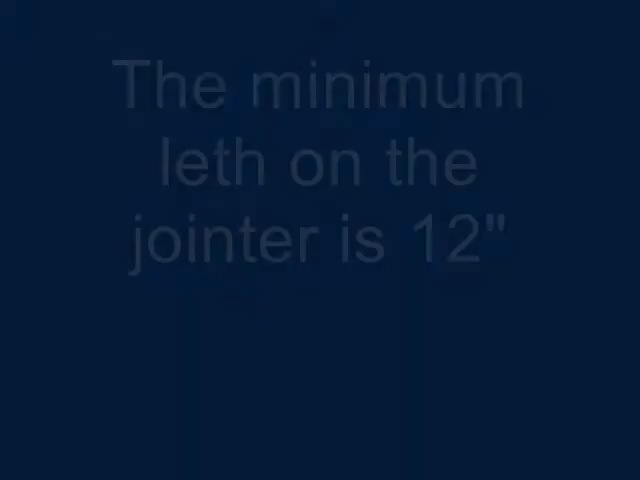 The minimum
leth on the
jointer is 12"